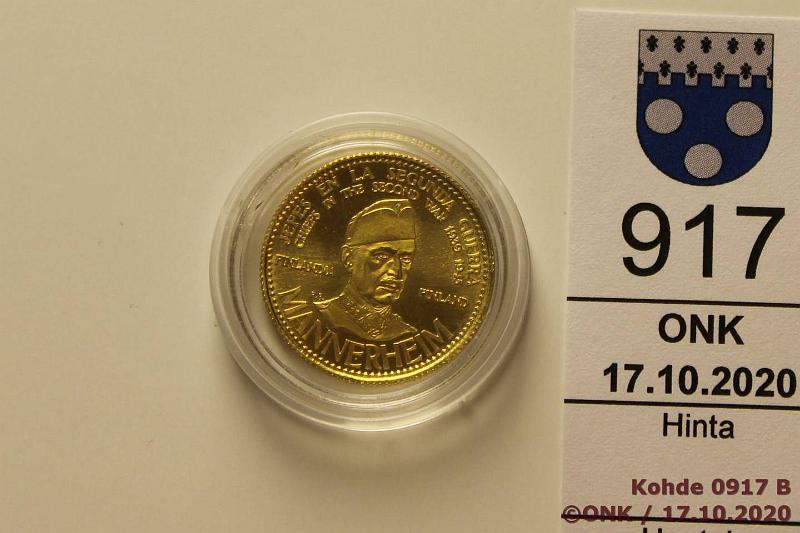 JEFES EN LA SEGUNDA GUERRA
CHIEFS IN THE SECOND WAR 1939 1945
FINLANDIA
FINLAND
MANNERHEIM
917
ONK
17.10.2020
Hinta
Kohde 0917 B
©ONK / 17.10.2020